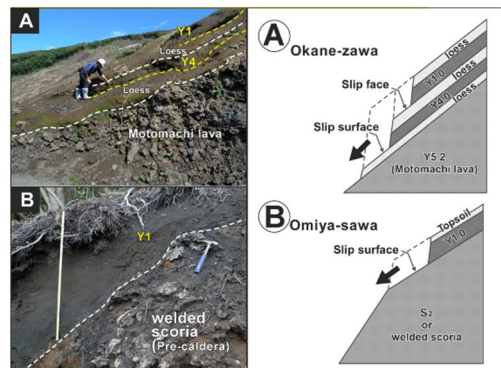 A
Y1
Loess
Y4
Loess
Motomachi lava
B
Y1
welded
scoria
(Pre-caldera)
A
Okane-zawa
loess
Y1.0
loess
Slip face
Y4.0
loess
Slip surface
Y5.2
(Motomachi lava)
B
Omiya-sawa
Topsoil
Y1.0
Slip surface
S2
or
welded scoria